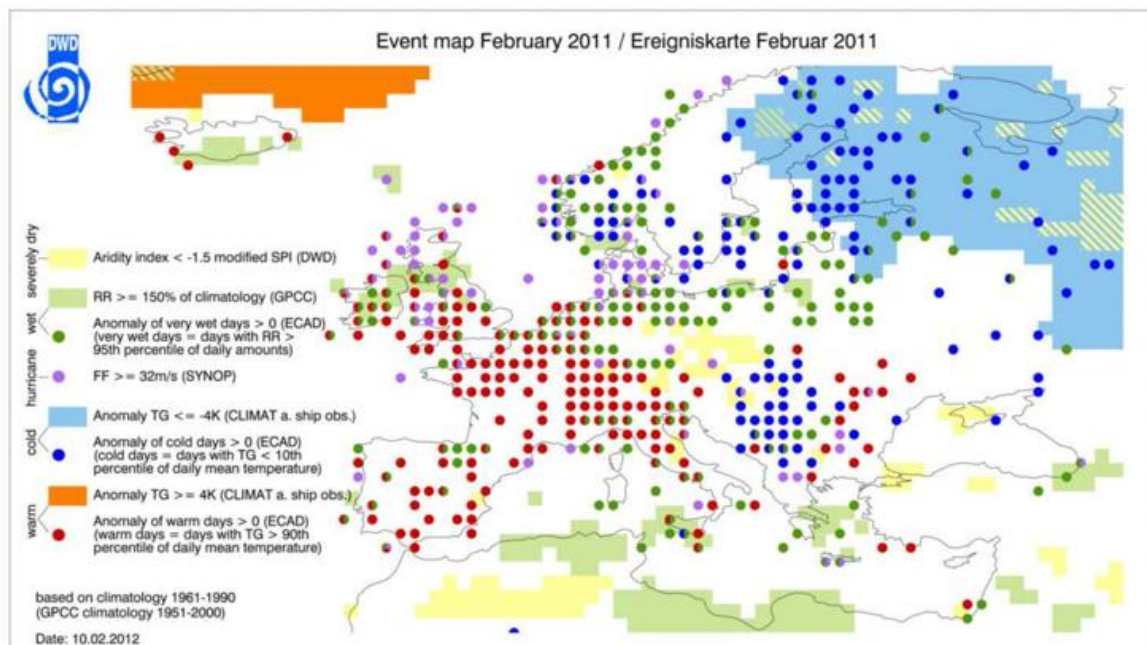 DWD
Event map February 2011 / Ereigniskarte Februar 2011
severely dry
Aridity index < -1.5 modified SPI (DWD)
wet
RR >= 150% of climatology (GPCC)
Anomaly of very wet days > 0 (ECAD)
(very wet days = days with RR >
95th percentile of daily amounts)
hurricane
FF >= 32m/s (SYNOP)
cold
Anomaly TG <= -4K (CLIMAT a. ship obs.)
Anomaly of cold days > 0 (ECAD)
(cold days = days with TG < 10th
percentile of daily mean temperature)
warm
Anomaly TG >= 4K (CLIMAT a. ship obs.)
Anomaly of warm days > 0 (ECAD)
(warm days = days with TG > 90th
percentile of daily mean temperature)
based on climatology 1961-1990
(GPCC climatology 1951-2000)
Date: 10.02.2012